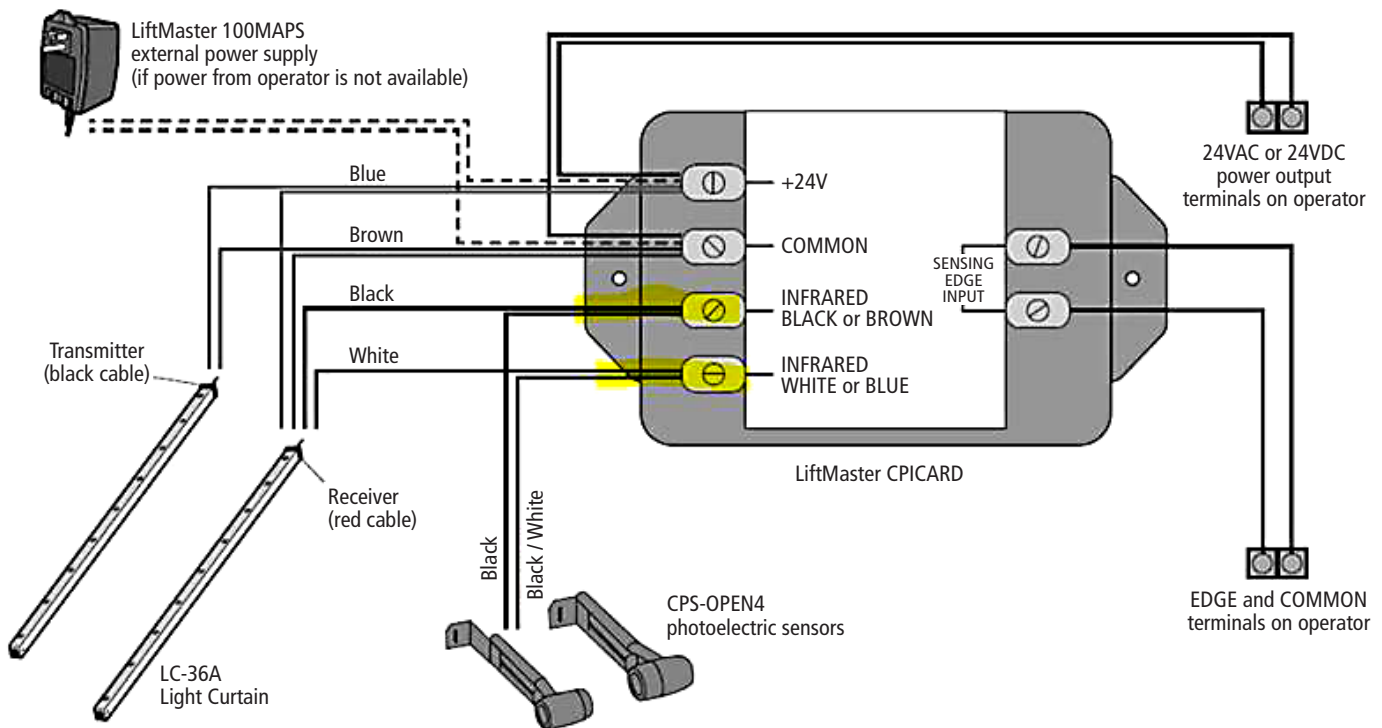 LiftMaster 100MAPS
external power supply
(if power from operator is not available)
24VAC or 24VDC
power output
terminals on operator
Blue
+24V
Brown
COMMON
SENSING
EDGE
INPUT
Black
INFRARED
BLACK or BROWN
White
INFRARED
WHITE or BLUE
Transmitter
(black cable)
LiftMaster CPICARD
Receiver
(red cable)
Black
Black / White
CPS-OPEN4
photoelectric sensors
EDGE and COMMON
terminals on operator
LC-36A
Light Curtain